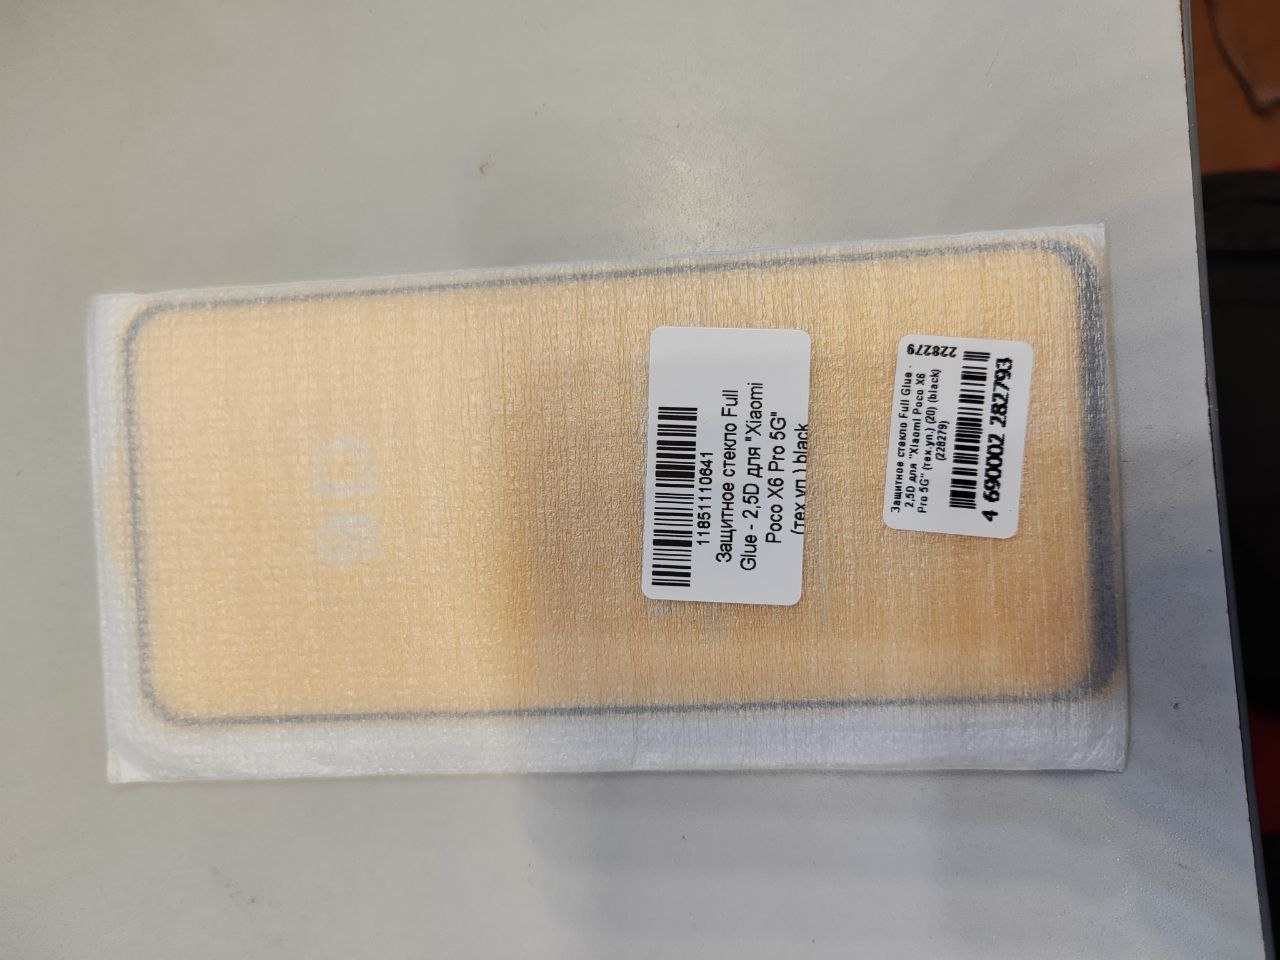 11851110641
Защитное стекло Full
Glue - 2,5D для "Xiaomi
Poco X6 Pro 5G"
(тех.уп.) black
228279
Защитное стекло Full Glue -
2,5D для "Xiaomi Poco X6
Pro 5G" (тех.уп.) (20) (black)
(228279)
4 690002 282793